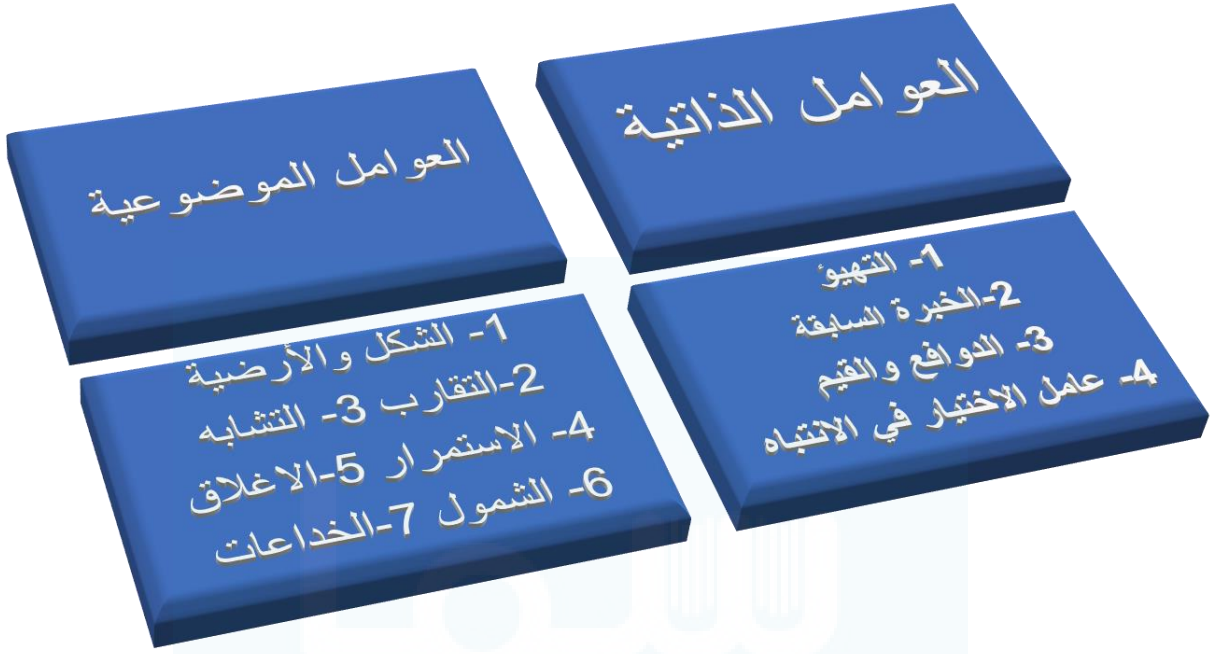 العوامل الذاتية
1- التهيؤ
2-الخبرة السابقة
3- الدوافع والقيم
4- عامل الاختيار في الانتباه
العوامل الموضوعية
1- الشكل والأرضية
2-التقارب 3- التشابه
4- الاستمرار 5-الاغلاق
6- الشمول 7-الخداعات